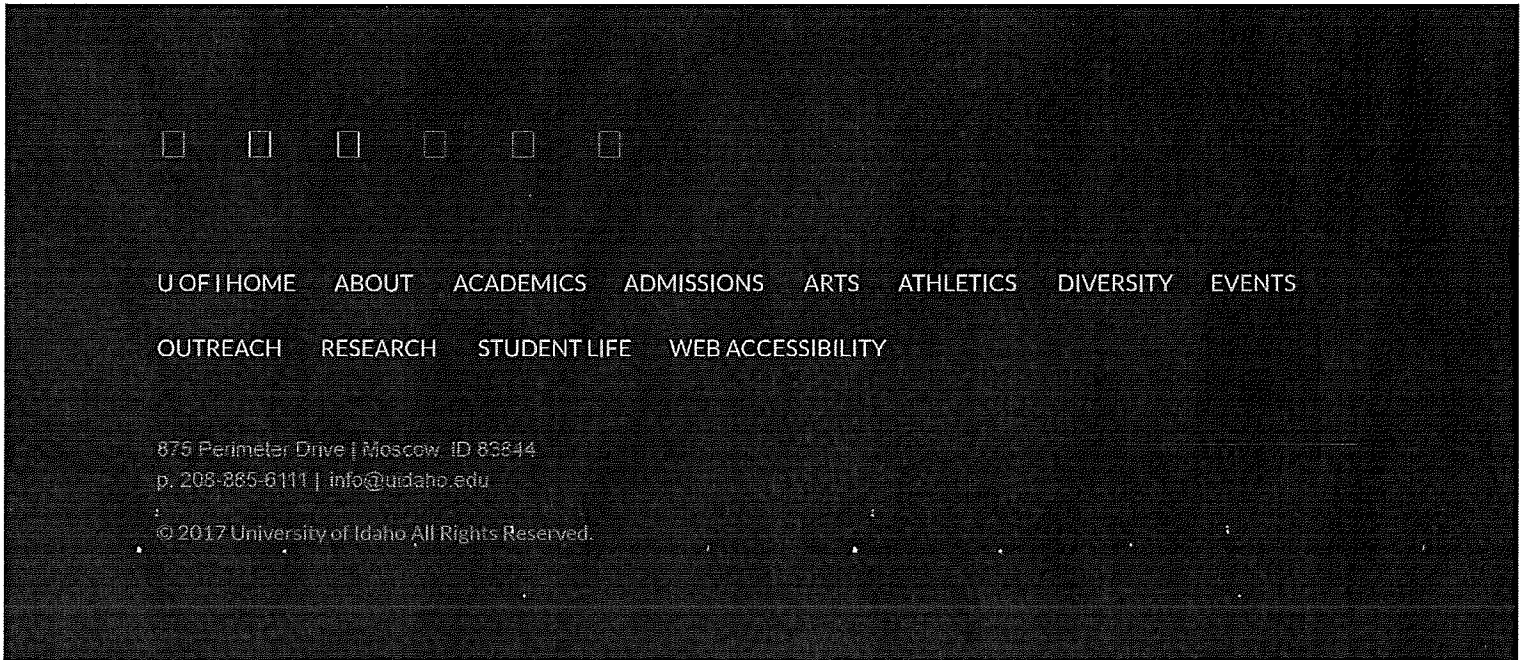 U OF I HOME ABOUT ACADEMICS ADMISSIONS ARTS ATHLETICS DIVERSITY EVENTS
OUTREACH RESEARCH STUDENT LIFE WEB ACCESSIBILITY
875 Perimeter Drive | Moscow ID 83844
p. 208-885-6111 | info@uidaho.edu
© 2017 University of Idaho All Rights Reserved.